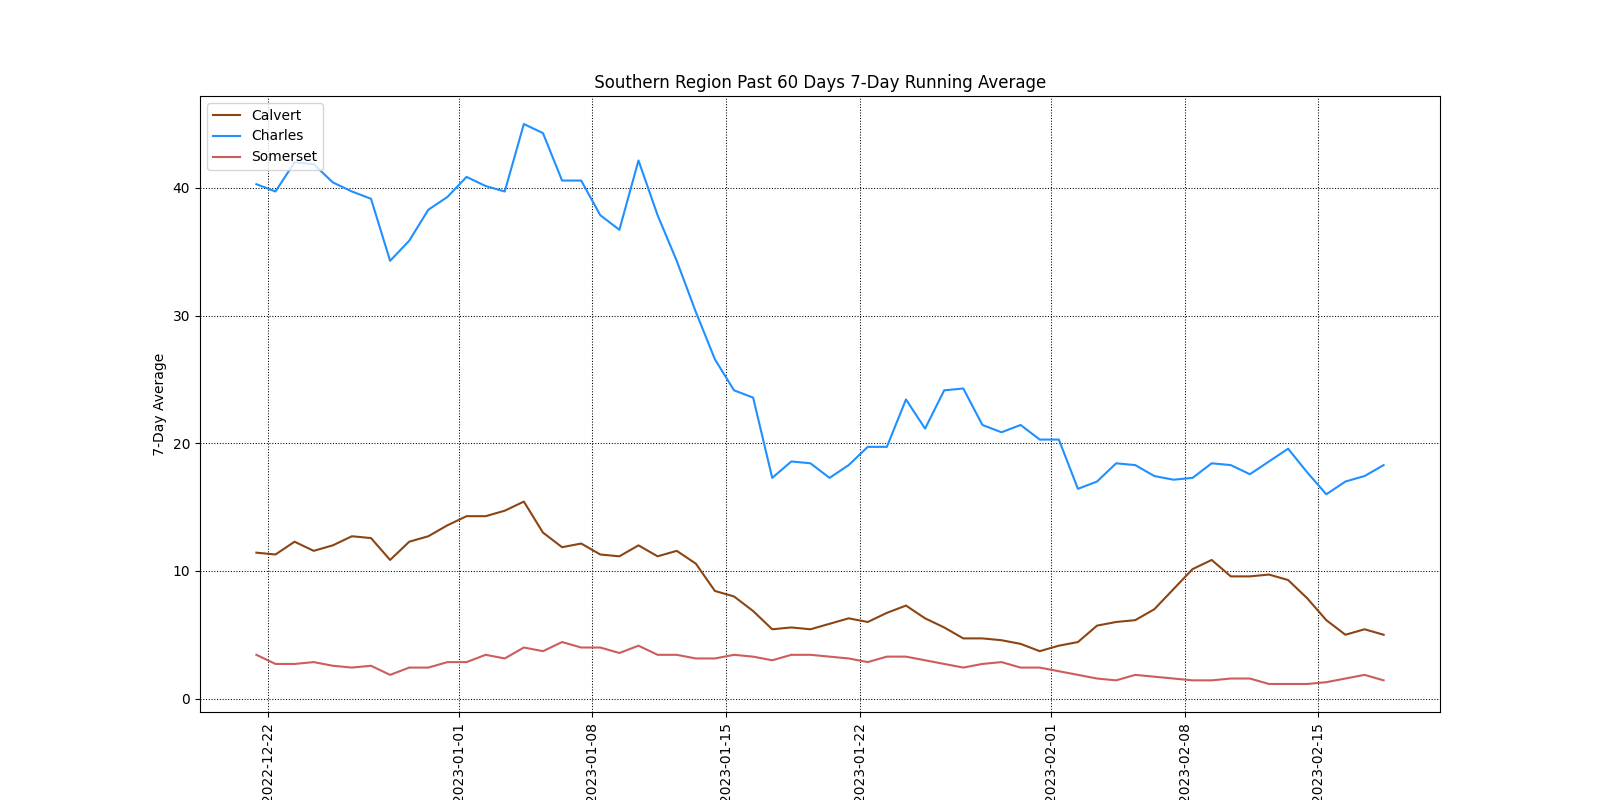 Southern Region Past 60 Days 7-Day Running Average
Calvert
Charles
Somerset
7-Day Average
40
30
20
10
0
2022-12-22
2023-01-01
2023-01-08
2023-01-15
2023-01-22
2023-02-01
2023-02-08
2023-02-15